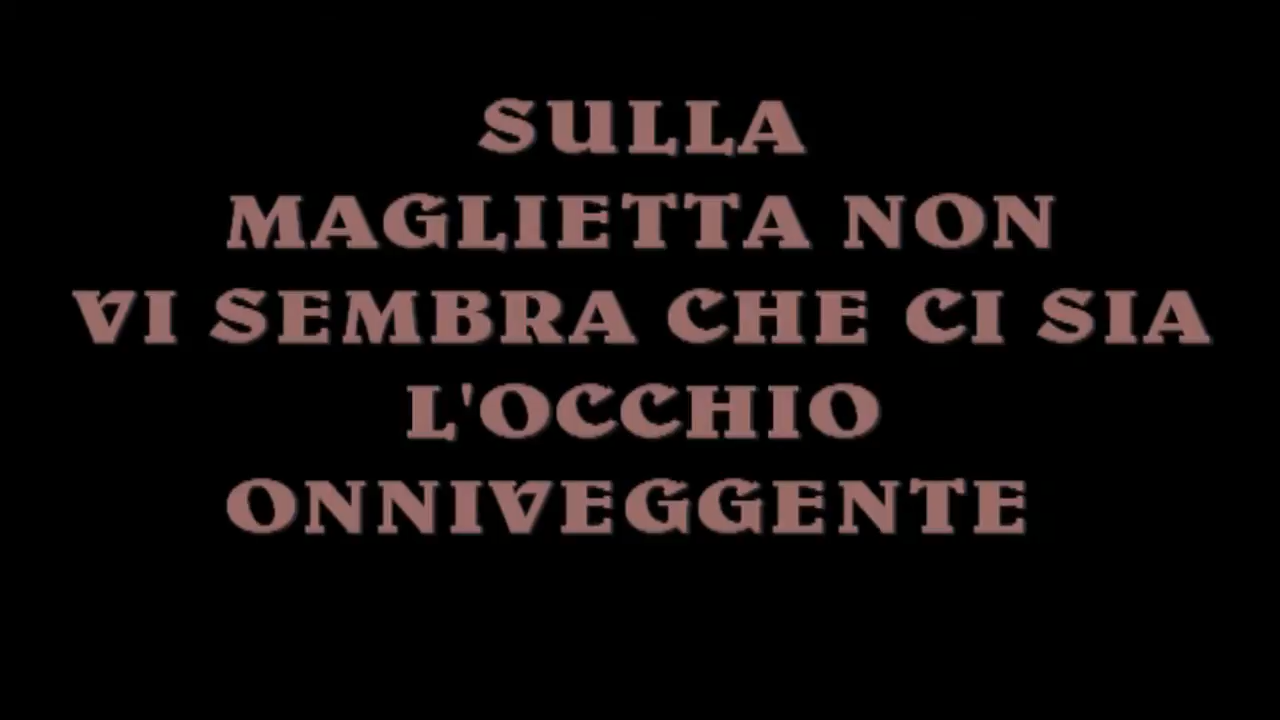 SULLA
MAGLIETTA NON
VI SEMBRA CHE CI SIA
L'OCCHIO
ONNIVEGGENTE